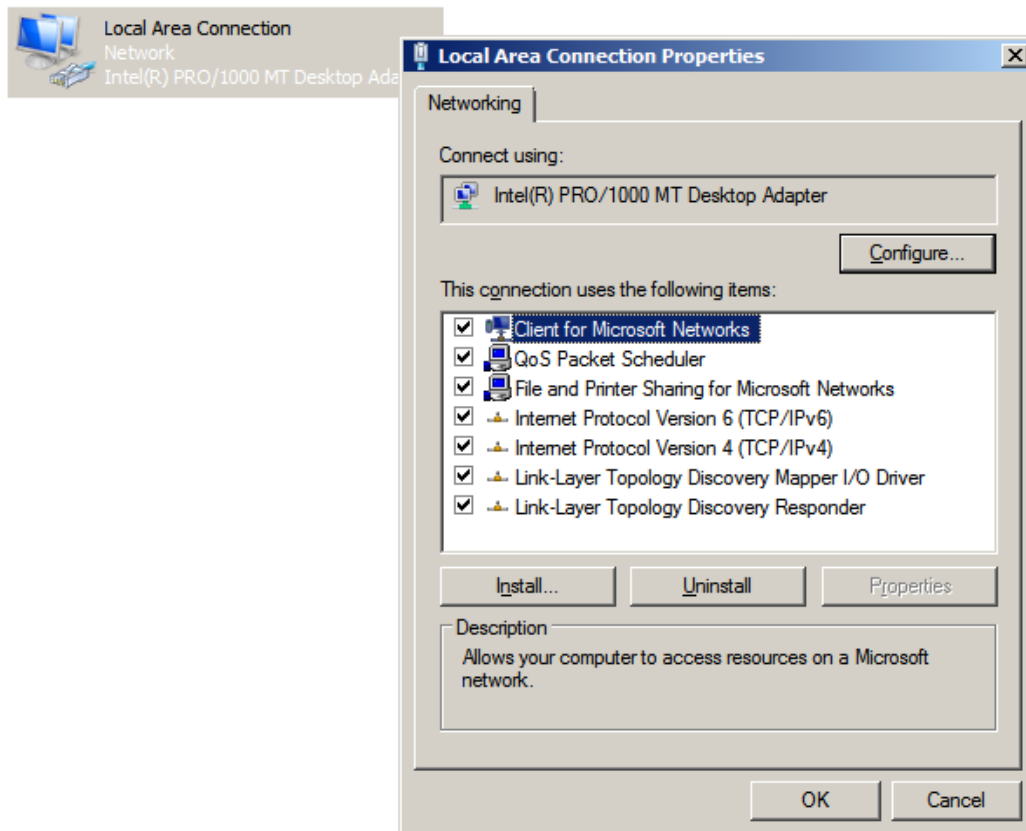 Local Area Connection
Network
Intel(R) PRO/1000 MT Desktop Ada
Local Area Connection Properties
Networking
Connect using:
Intel(R) PRO/1000 MT Desktop Adapter
Configure...
This connection uses the following items:
Client for Microsoft Networks
QoS Packet Scheduler
File and Printer Sharing for Microsoft Networks
Internet Protocol Version 6 (TCP/IPv6)
Internet Protocol Version 4 (TCP/IPv4)
Link-Layer Topology Discovery Mapper I/O Driver
Link-Layer Topology Discovery Responder
Install...
Uninstall
Properties
Description
Allows your computer to access resources on a Microsoft
network.
OK
Cancel